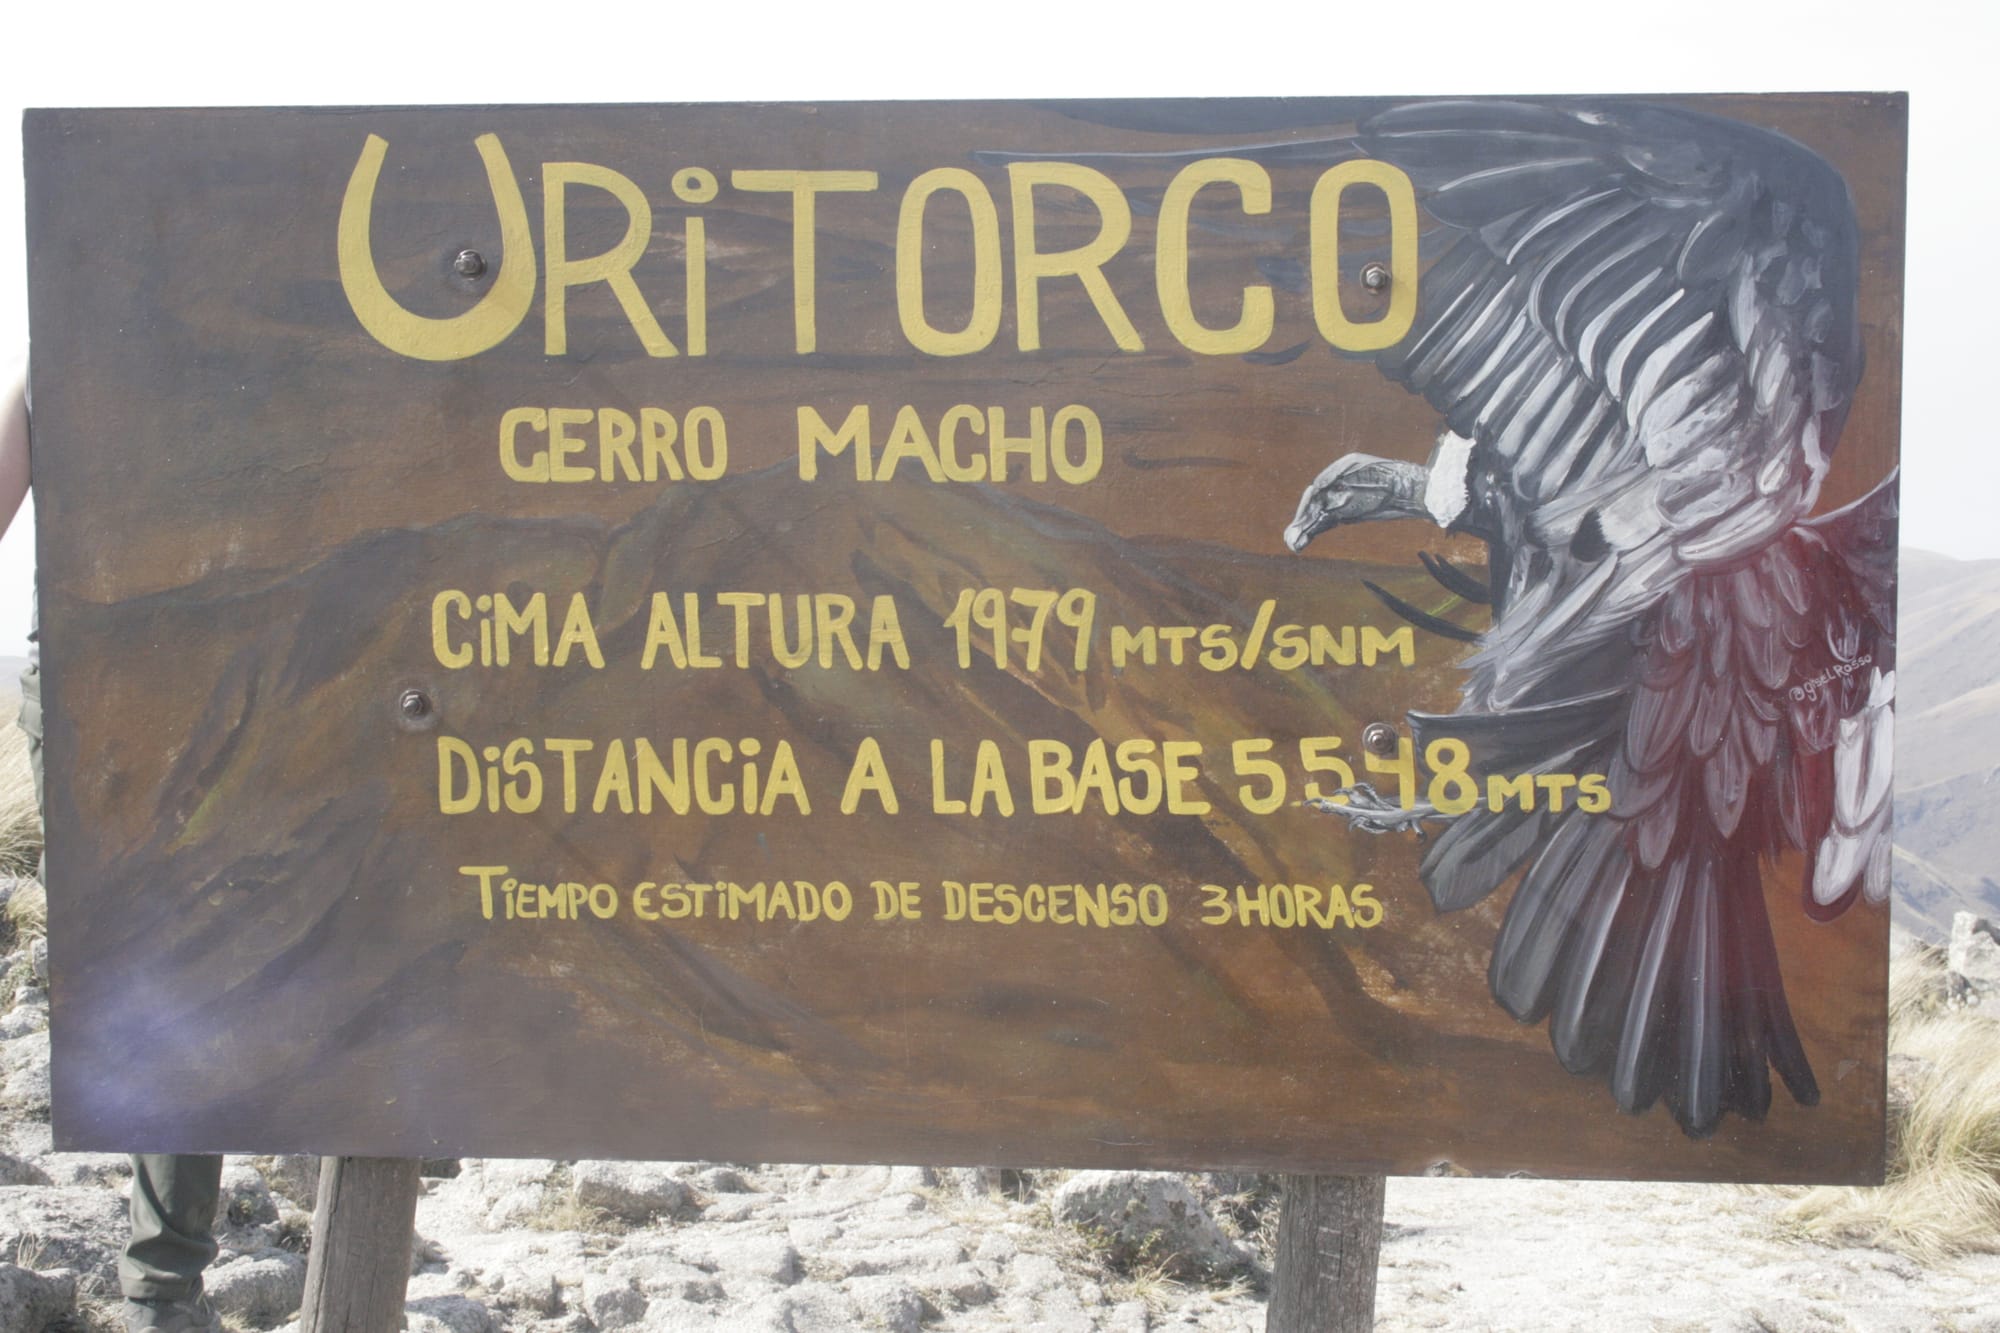 URiTORCO
CERRO MACHO
CiMA ALTURA 1979 MTS/SNM
DiSTANCiA A LA BASE 5.548 MTS
TiEMPO ESTiMADO DE DESCENSO 3 HORAS
@giseLRosso